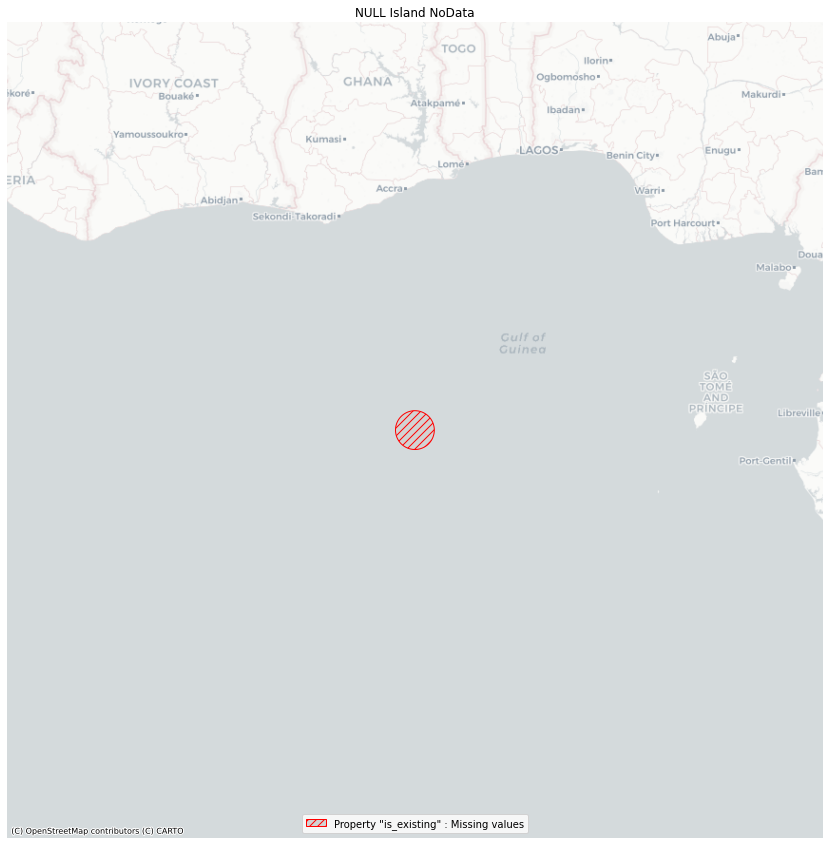 NULL Island NoData
Abuja
TOGO
Ilorin
IVORY COAST
GHANA
Ogbomosho
Bouaké
Makurdi
ekoré
Atakpamé
Ibadan
Yamoussoukro
Kumasi
LAGOS
Enugu
Benin City
Lomé
Bam
ERIA
Accra
Warri
Abidjan
Sekondi-Takoradi
Port Harcourt
Doua
Malabo
Gulf of
Guinea
SÃO
TOMÉ
AND
PRÍNCIPE
Libreville
Port-Gentil
Property "is_existing" : Missing values
(C) OpenStreetMap contributors (C) CARTO